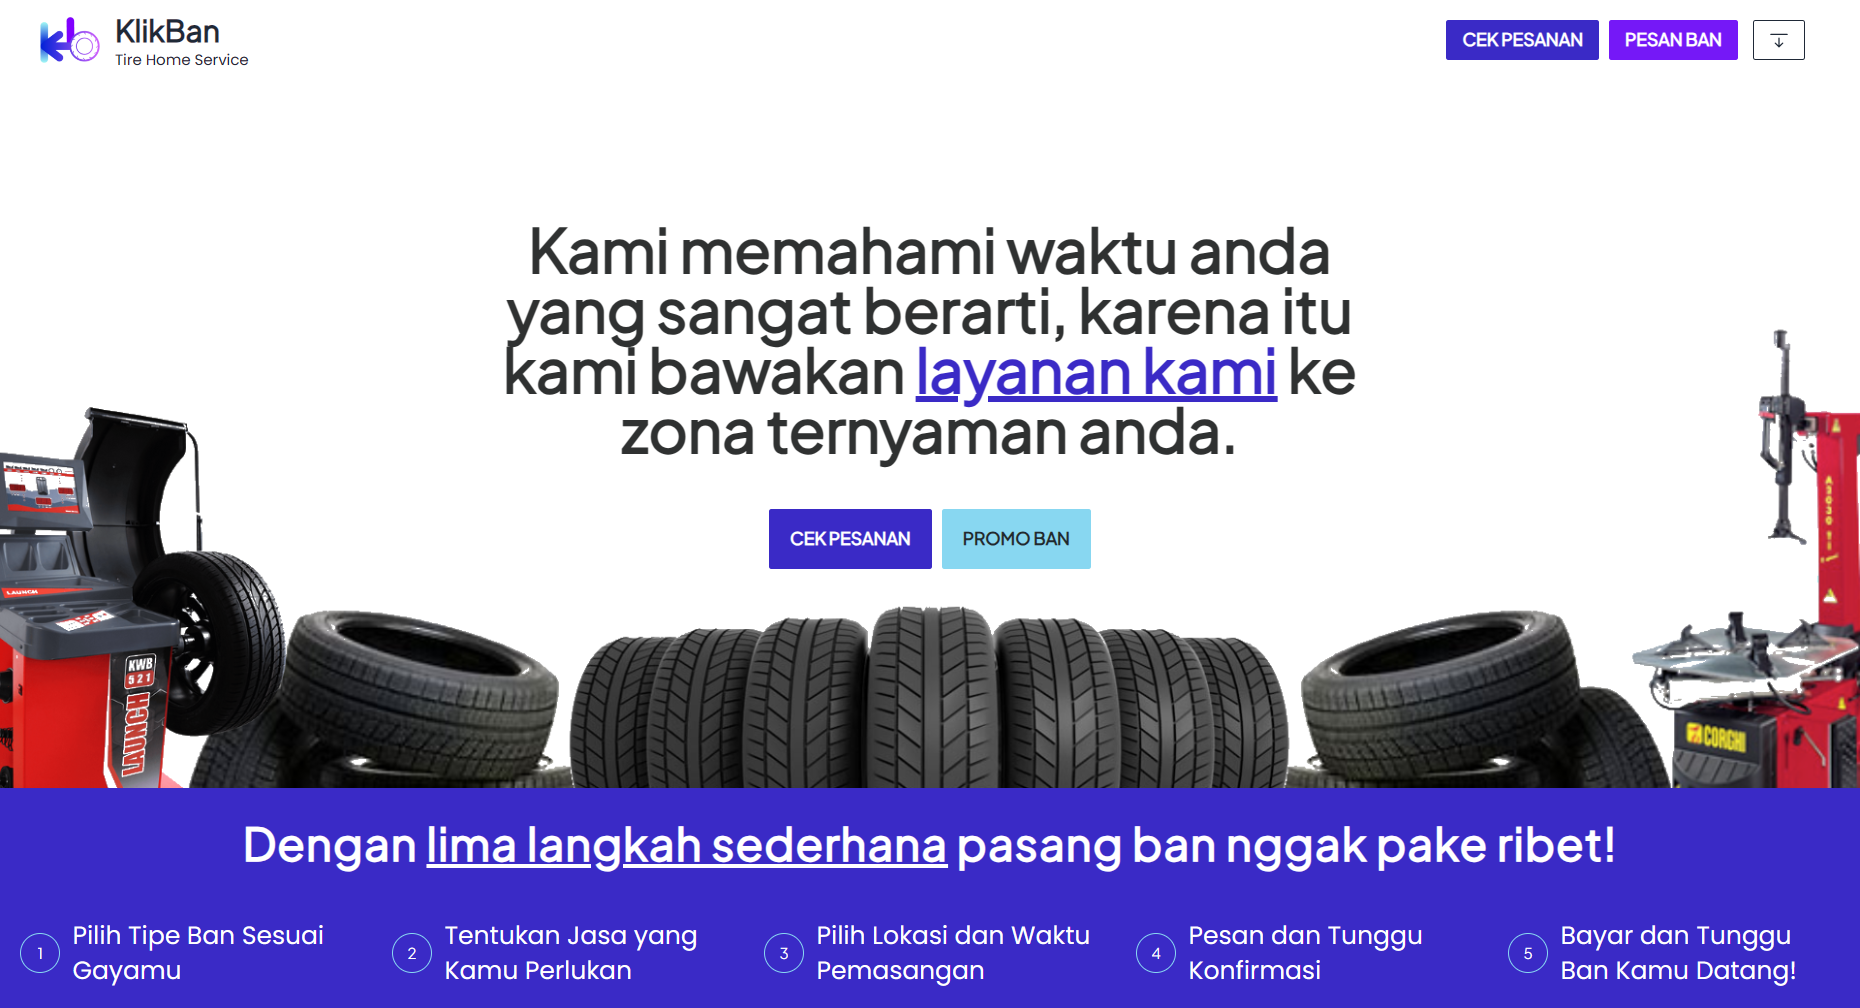 KlikBan
Tire Home Service
CEK PESANAN
PESAN BAN
Kami memahami waktu anda
yang sangat berarti, karena itu
kami bawakan layanan kami ke
zona ternyaman anda.
CEK PESANAN
PROMO BAN
LAUNCH
KWB
521
LAUNCH
CORGHI
Dengan lima langkah sederhana pasang ban nggak pake ribet!
1
Pilih Tipe Ban Sesuai
Gayamu
2
Tentukan Jasa yang
Kamu Perlukan
3
Pilih Lokasi dan Waktu
Pemasangan
4
Pesan dan Tunggu
Konfirmasi
5
Bayar dan Tunggu
Ban Kamu Datang!